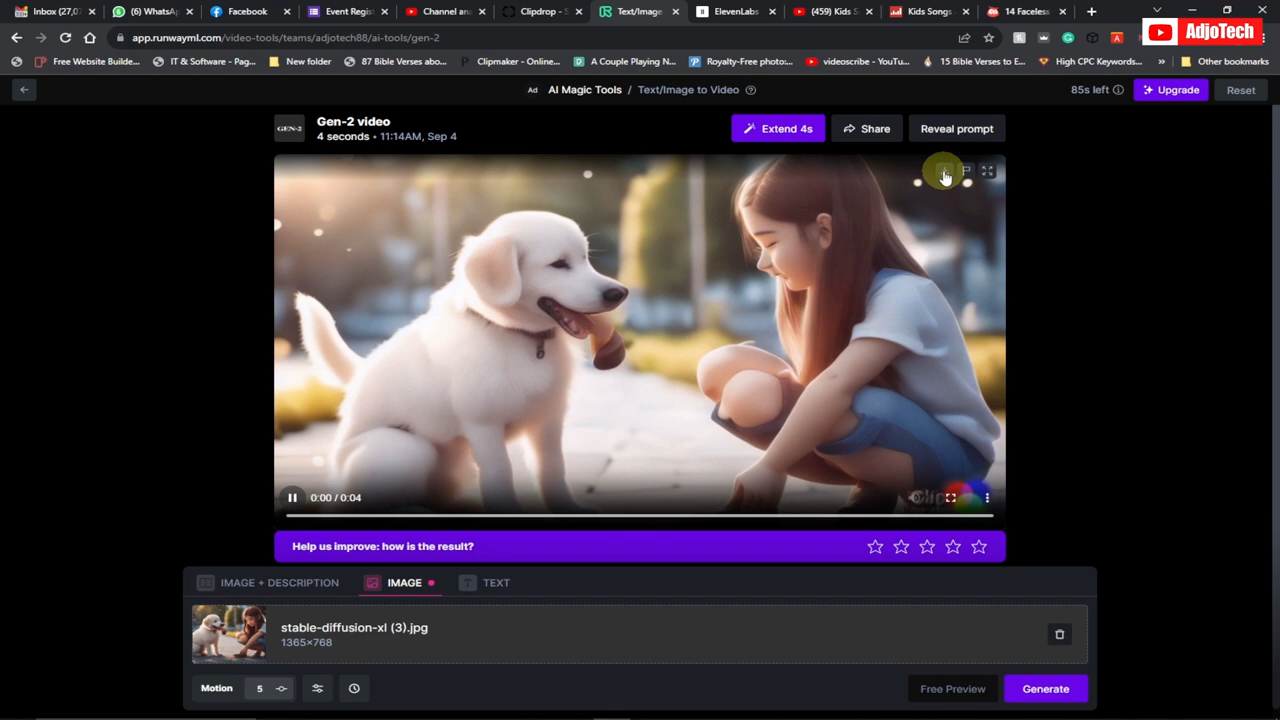 Inbox (27,07
(6) WhatsA
Facebook
Event Regist
Channel an
Clipdrop - S
Text/Image
ElevenLabs
(459) Kids S
Kids Songs
14 Faceless
app.runwayml.com/video-tools/teams/adjotech88/ai-tools/gen-2
AdjoTech
Free Website Builde...
IT & Software - Pag...
New folder
87 Bible Verses abo...
Clipmaker - Online...
A Couple Playing N...
Royalty-Free photo:...
videoscribe - YouTu...
15 Bible Verses to E...
High CPC Keywords...
Other bookmarks
Ad AI Magic Tools / Text/Image to Video
85s left
Upgrade
Reset
GEN-2
Gen-2 video
4 seconds • 11:14AM, Sep 4
Extend 4s
Share
Reveal prompt
0:00 / 0:04
Help us improve: how is the result?
IMAGE + DESCRIPTION
IMAGE
TEXT
stable-diffusion-xl (3).jpg
1365×768
Motion 5
Free Preview
Generate